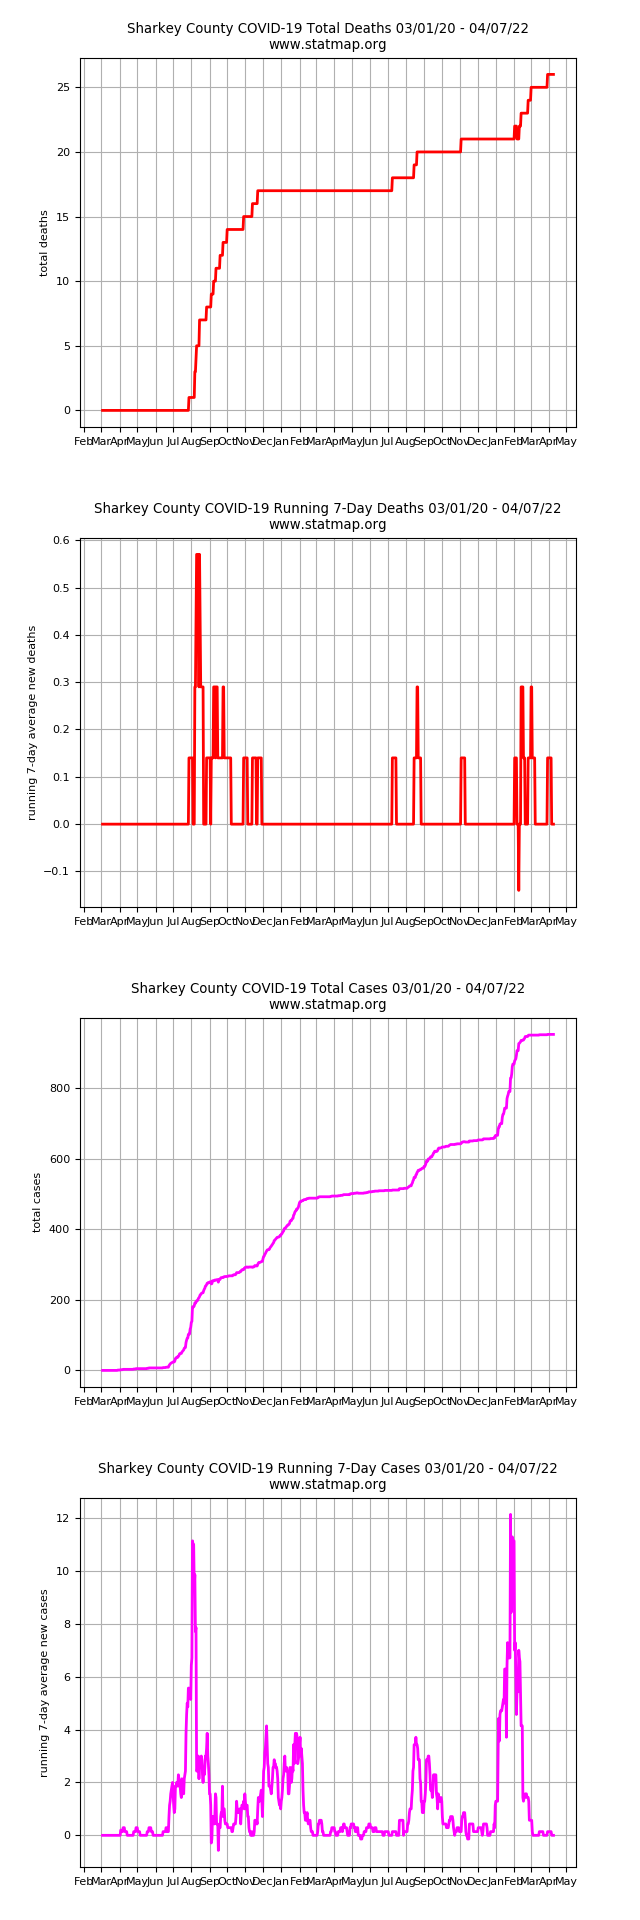 Sharkey County COVID-19 Total Deaths 03/01/20 - 04/07/22
www.statmap.org
25
20
15
10
5
0
total deaths
Feb Mar Apr May Jun Jul Aug Sep Oct Nov Dec Jan Feb Mar Apr May Jun Jul Aug Sep Oct Nov Dec Jan Feb Mar Apr May
Sharkey County COVID-19 Running 7-Day Deaths 03/01/20 - 04/07/22
www.statmap.org
0.6
0.5
0.4
0.3
0.2
0.1
0.0
−0.1
running 7-day average new deaths
Feb Mar Apr May Jun Jul Aug Sep Oct Nov Dec Jan Feb Mar Apr May Jun Jul Aug Sep Oct Nov Dec Jan Feb Mar Apr May
Sharkey County COVID-19 Total Cases 03/01/20 - 04/07/22
www.statmap.org
800
600
400
200
0
total cases
Feb Mar Apr May Jun Jul Aug Sep Oct Nov Dec Jan Feb Mar Apr May Jun Jul Aug Sep Oct Nov Dec Jan Feb Mar Apr May
Sharkey County COVID-19 Running 7-Day Cases 03/01/20 - 04/07/22
www.statmap.org
12
10
8
6
4
2
0
running 7-day average new cases
Feb Mar Apr May Jun Jul Aug Sep Oct Nov Dec Jan Feb Mar Apr May Jun Jul Aug Sep Oct Nov Dec Jan Feb Mar Apr May